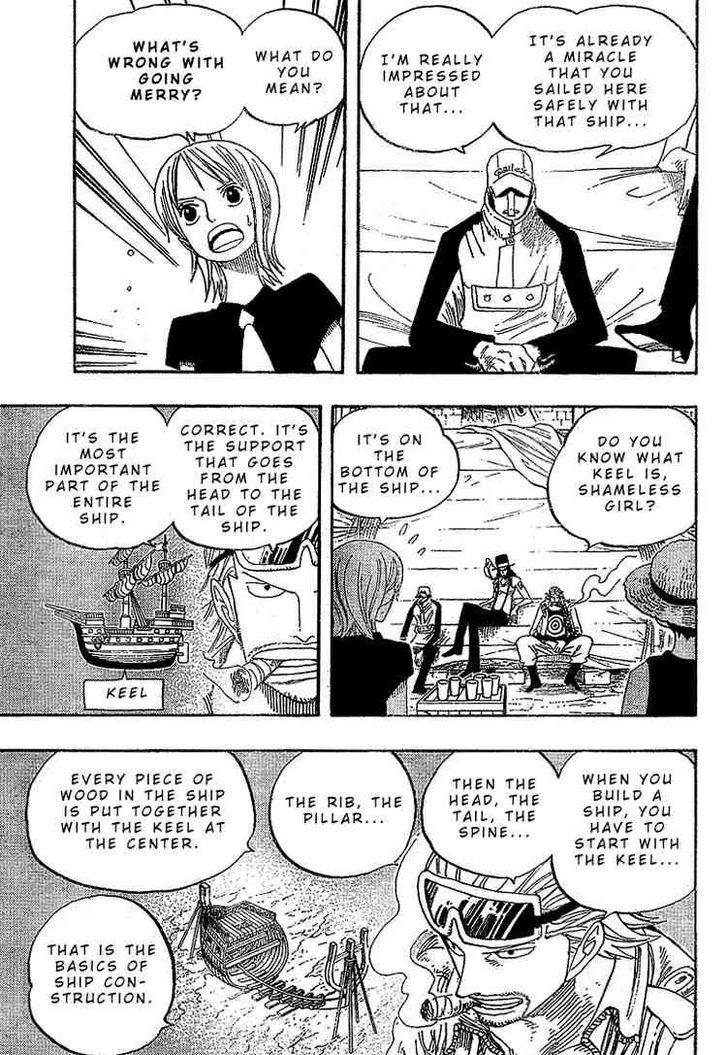 IT'S ALREADY
A MIRACLE
THAT YOU
SAILED HERE
SAFELY WITH
THAT SHIP...
I'M REALLY
IMPRESSED
ABOUT
THAT...
WHAT DO
YOU
MEAN?
WHAT'S
WRONG WITH
GOING
MERRY?
DO YOU
KNOW WHAT
KEEL IS,
SHAMELESS
GIRL?
IT'S ON
THE
BOTTOM OF
THE SHIP...
CORRECT. IT'S
THE SUPPORT
THAT GOES
FROM THE
HEAD TO THE
TAIL OF THE
SHIP.
IT'S THE
MOST
IMPORTANT
PART OF THE
ENTIRE
SHIP.
KEEL
WHEN YOU
BUILD A
SHIP, YOU
HAVE TO
START WITH
THE KEEL...
THEN THE
HEAD, THE
TAIL, THE
SPINE...
THE RIB, THE
PILLAR...
EVERY PIECE OF
WOOD IN THE SHIP
IS PUT TOGETHER
WITH THE KEEL AT
THE CENTER.
THAT IS THE
BASICS OF
SHIP CON-
STRUCTION.